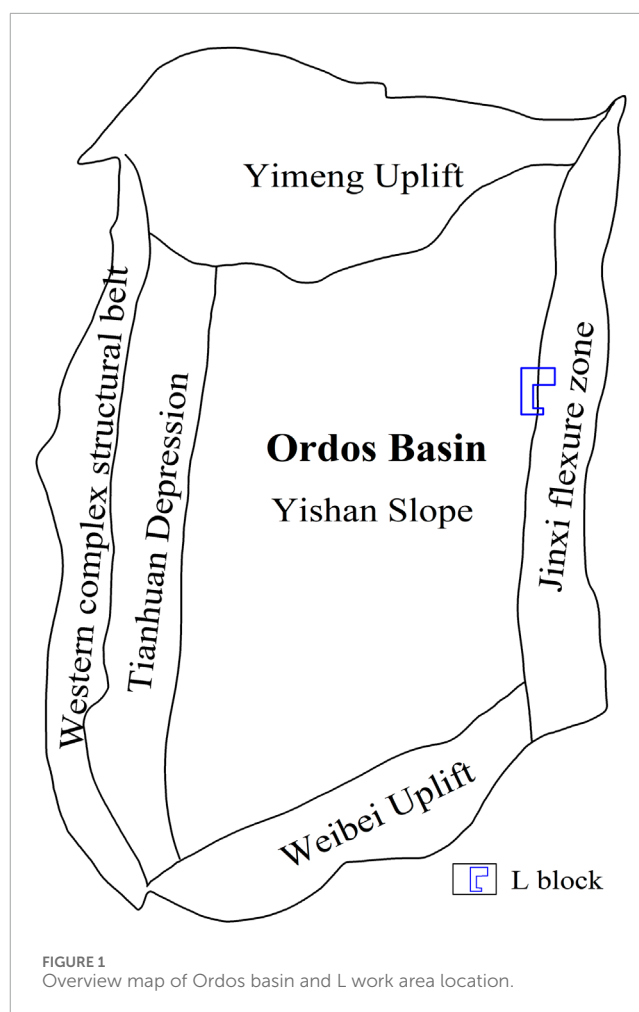 Yimeng Uplift
Western complex structural belt
Tianhuan Depression
Ordos Basin
Yishan Slope
Jinxi flexure zone
Weibei Uplift
L block
FIGURE 1
Overview map of Ordos basin and L work area location.